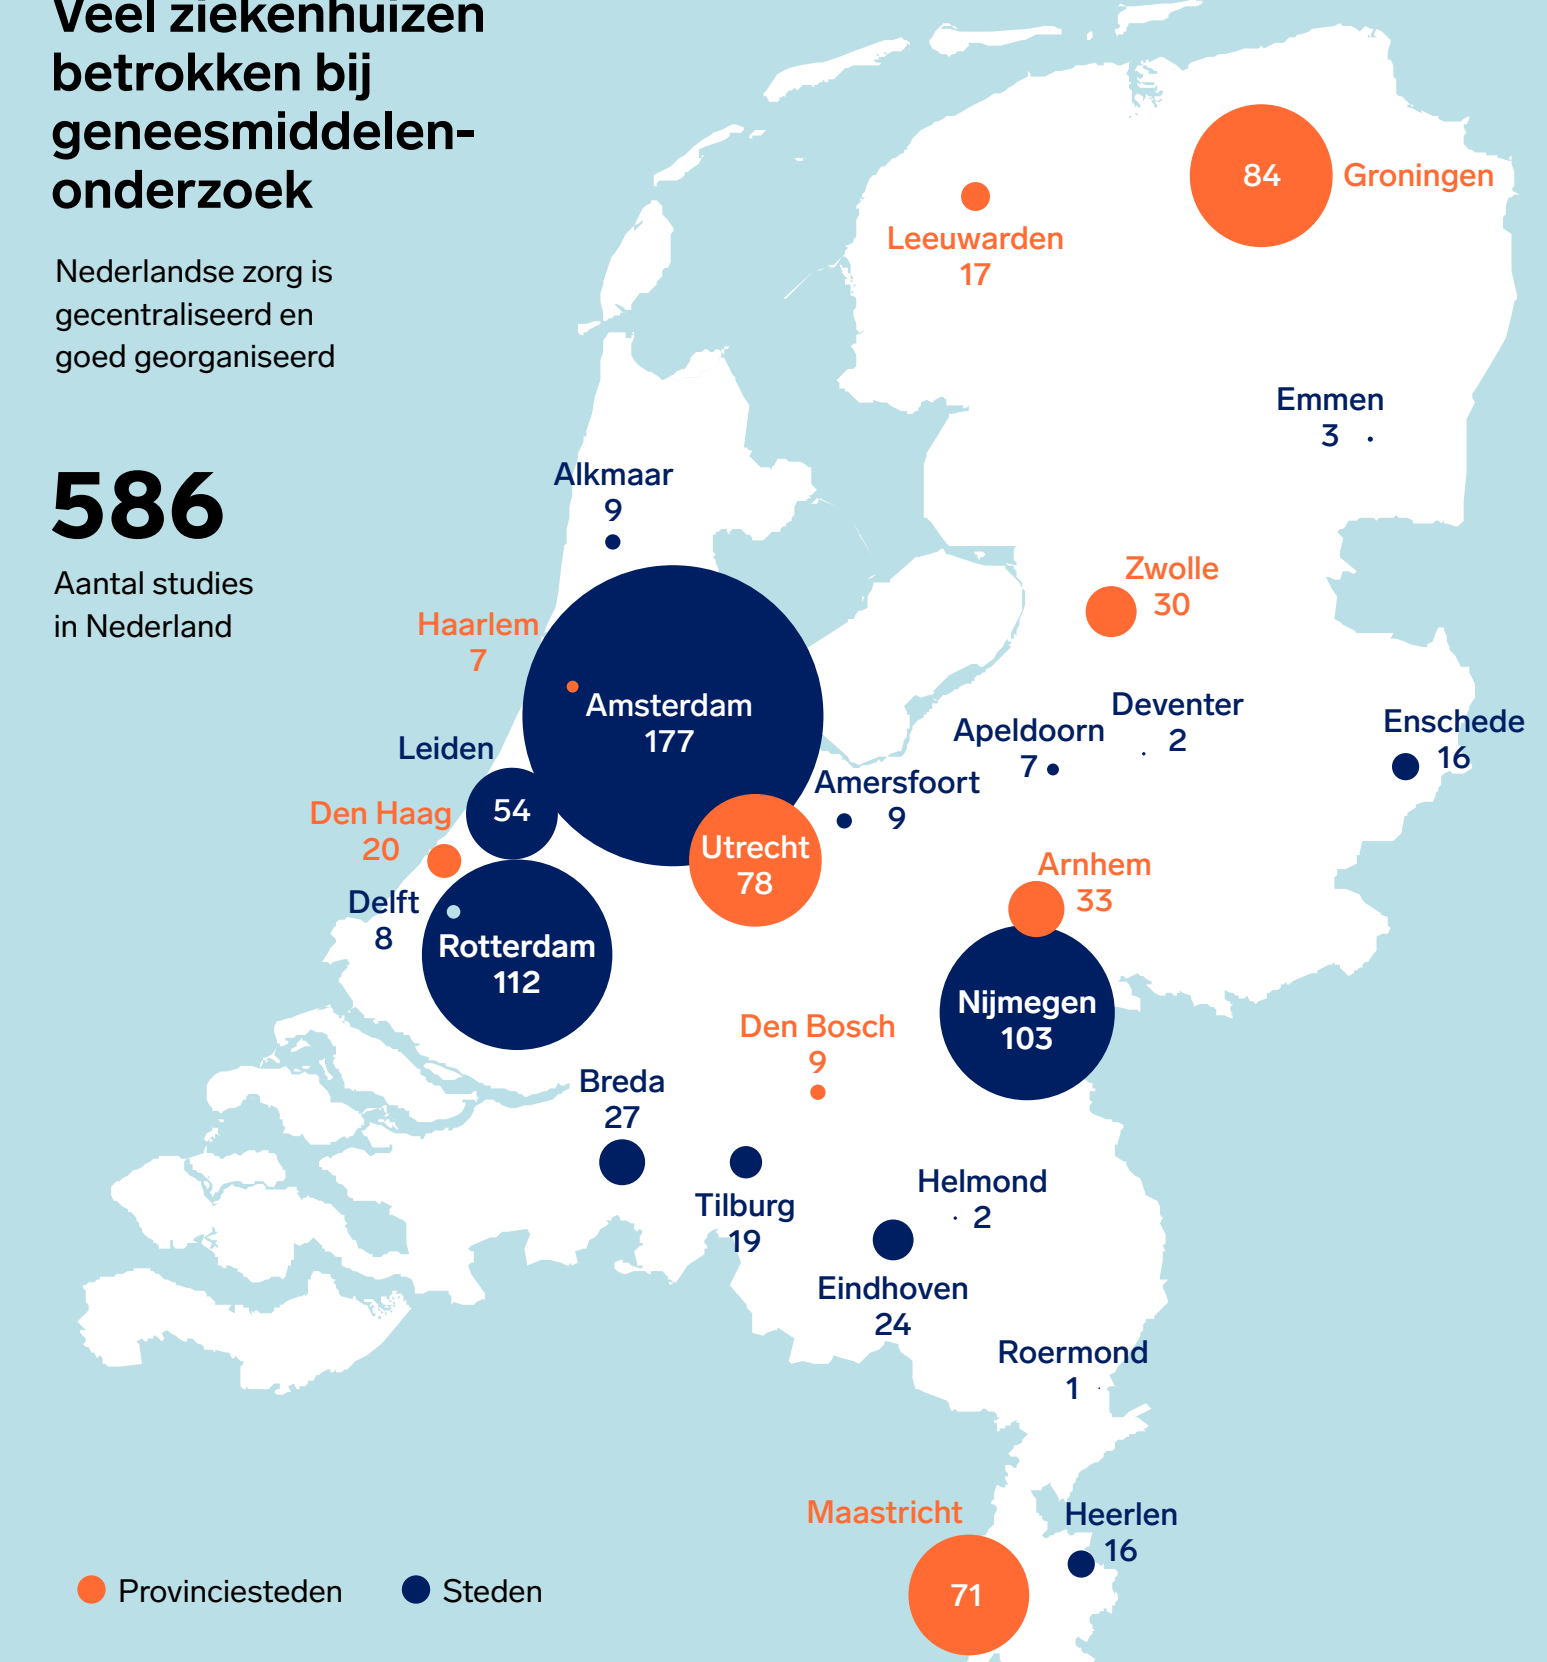 Veel ziekenhuizen
betrokken bij
geneesmiddelen-
onderzoek
Nederlandse zorg is
gecentraliseerd en
goed georganiseerd
586
Aantal studies
in Nederland
84
Groningen
Leeuwarden
17
Emmen
3
Alkmaar
9
Zwolle
30
Haarlem
7
Amsterdam
177
Deventer
2
Apeldoorn
7
Enschede
16
Leiden
54
Amersfoort
9
Den Haag
20
Utrecht
78
Arnhem
33
Delft
8
Rotterdam
112
Nijmegen
103
Den Bosch
9
Breda
27
Tilburg
19
Helmond
2
Eindhoven
24
Roermond
1
Maastricht
71
Heerlen
16
Provinciesteden
Steden